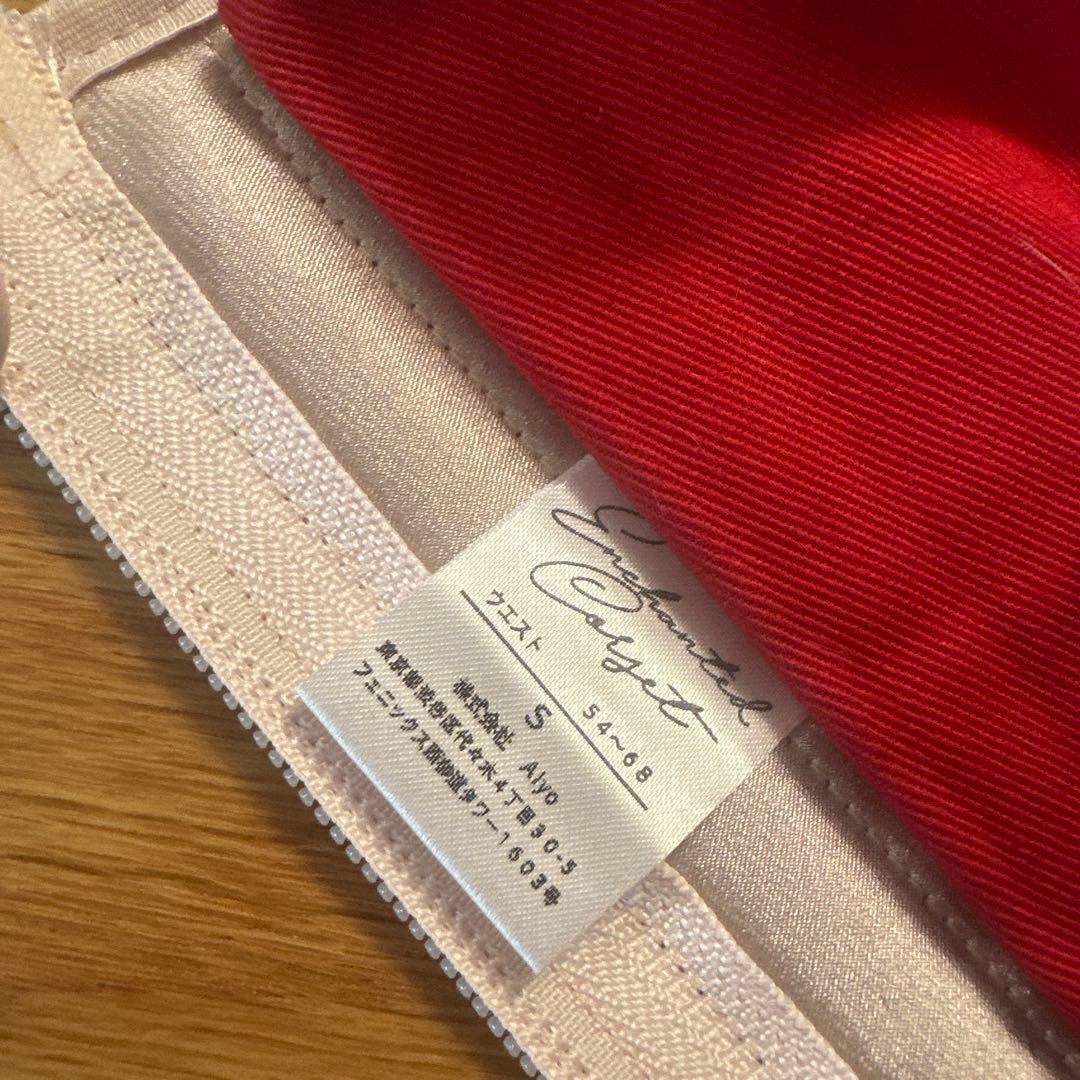 Enchanted
Corset
ウエスト 54~68
S
株式会社 Aiyo
東京都渋谷区代々木4丁目30-5
フェニックス西参道タワー1603号